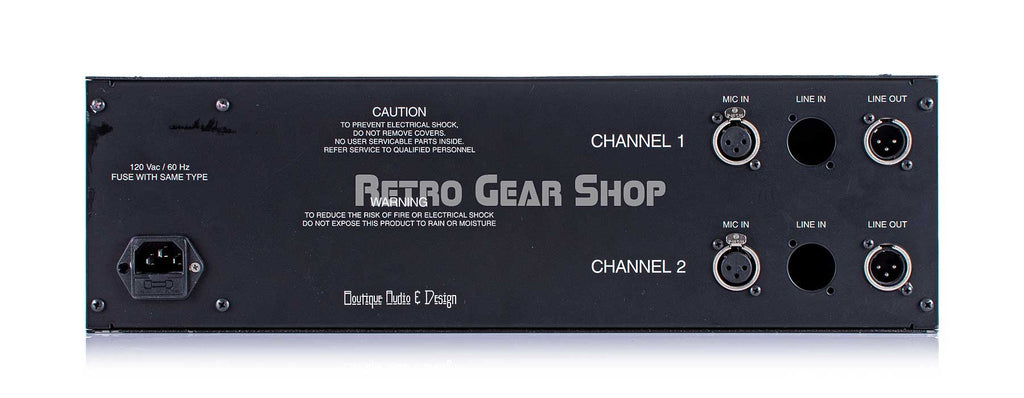 CAUTION
TO PREVENT ELECTRICAL SHOCK,
DO NOT REMOVE COVERS.
NO USER SERVICABLE PARTS INSIDE.
REFER SERVICE TO QUALIFIED PERSONNEL
120 Vac / 60 Hz
FUSE WITH SAME TYPE
RETRO GEAR SHOP
WARNING
TO REDUCE THE RISK OF FIRE OR ELECTRICAL SHOCK
DO NOT EXPOSE THIS PRODUCT TO RAIN OR MOISTURE
Boutique Audio & Design
MIC IN LINE IN LINE OUT
CHANNEL 1
MIC IN LINE IN LINE OUT
CHANNEL 2